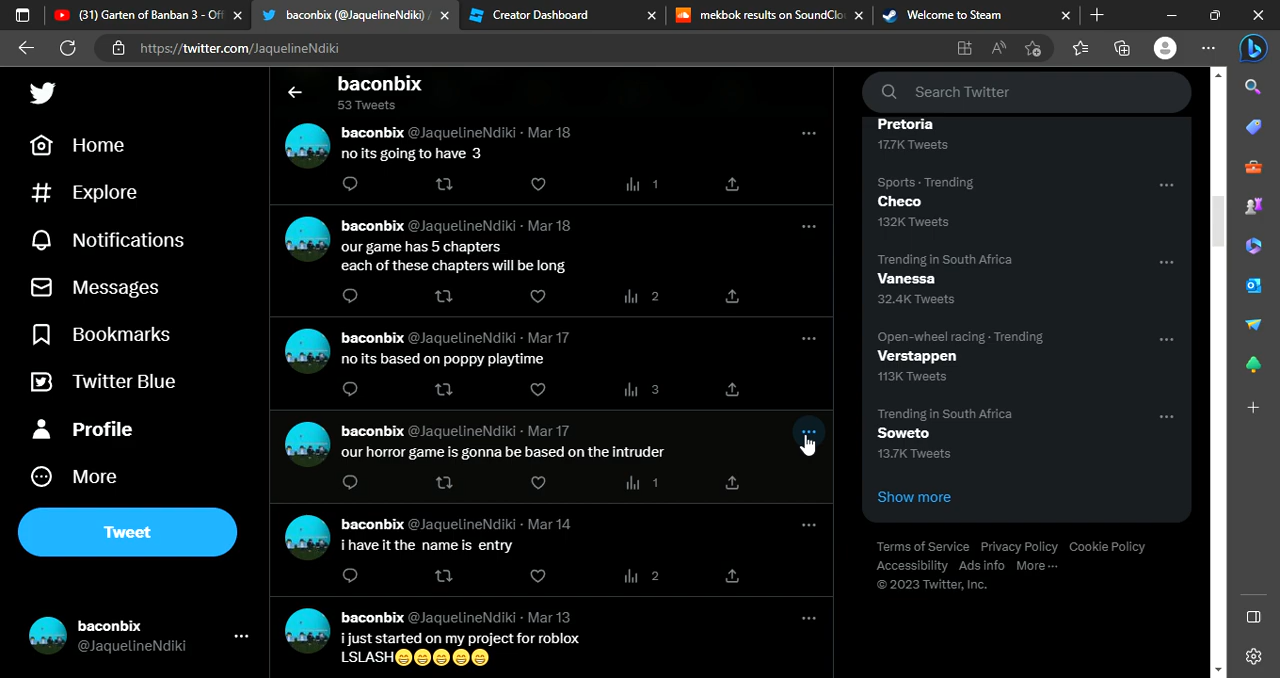 (31) Garten of Banban 3 - Off
baconbix (@JaquelineNdiki) /
Creator Dashboard
mekbok results on SoundClo
Welcome to Steam
https://twitter.com/JaquelineNdiki
Home
Explore
Notifications
Messages
Bookmarks
Twitter Blue
Profile
More
Tweet
baconbix
@JaquelineNdiki
baconbix
53 Tweets
baconbix @JaquelineNdiki · Mar 18
no its going to have 3
1
baconbix @JaquelineNdiki · Mar 18
our game has 5 chapters
each of these chapters will be long
2
baconbix @JaquelineNdiki · Mar 17
no its based on poppy playtime
3
baconbix @JaquelineNdiki · Mar 17
our horror game is gonna be based on the intruder
1
baconbix @JaquelineNdiki · Mar 14
i have it the name is entry
2
baconbix @JaquelineNdiki · Mar 13
i just started on my project for roblox
LSLASH😁😁😁😁😁
Search Twitter
Pretoria
17.7K Tweets
Sports · Trending
Checo
132K Tweets
Trending in South Africa
Vanessa
32.4K Tweets
Open-wheel racing · Trending
Verstappen
113K Tweets
Trending in South Africa
Soweto
13.7K Tweets
Show more
Terms of Service Privacy Policy Cookie Policy
Accessibility Ads info More ···
© 2023 Twitter, Inc.